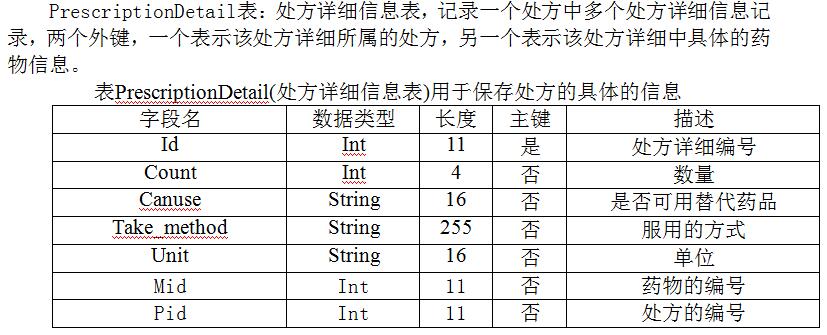 PrescriptionDetail表：处方详细信息表，记录一个处方中多个处方详细信息记
录，两个外键，一个表示该处方详细所属的处方，另一个表示该处方详细中具体的药
物信息。
表PrescriptionDetail(处方详细信息表)用于保存处方的具体的信息
字段名 数据类型 长度 主键 描述
Id Int 11 是 处方详细编号
Count Int 4 否 数量
Canuse String 16 否 是否可用替代药品
Take_method String 255 否 服用的方式
Unit String 16 否 单位
Mid Int 11 否 药物的编号
Pid Int 11 否 处方的编号